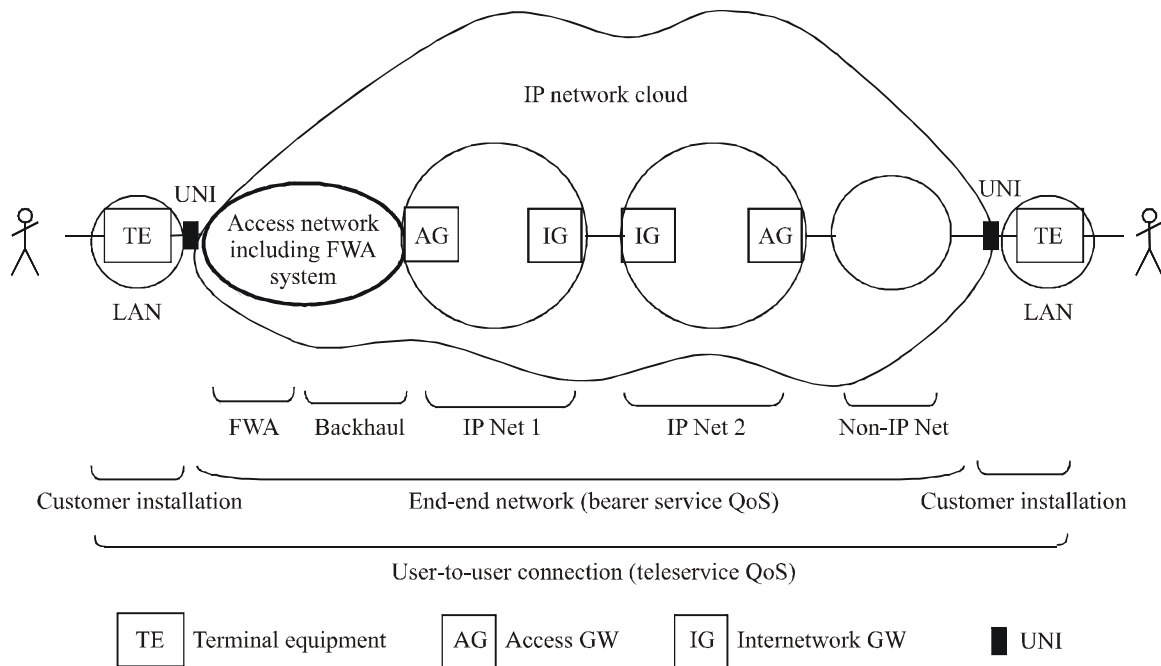 IP network cloud
UNI
UNI
TE
Access network
including FWA
system
AG
IG
IG
AG
TE
LAN
LAN
FWA
Backhaul
IP Net 1
IP Net 2
Non-IP Net
Customer installation
End-end network (bearer service QoS)
Customer installation
User-to-user connection (teleservice QoS)
TE
Terminal equipment
AG
Access GW
IG
Internetwork GW
UNI